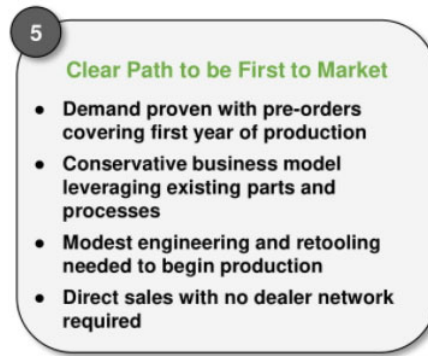 5
Clear Path to be First to Market
● Demand proven with pre-orders
covering first year of production
● Conservative business model
leveraging existing parts and
processes
● Modest engineering and retooling
needed to begin production
● Direct sales with no dealer network
required